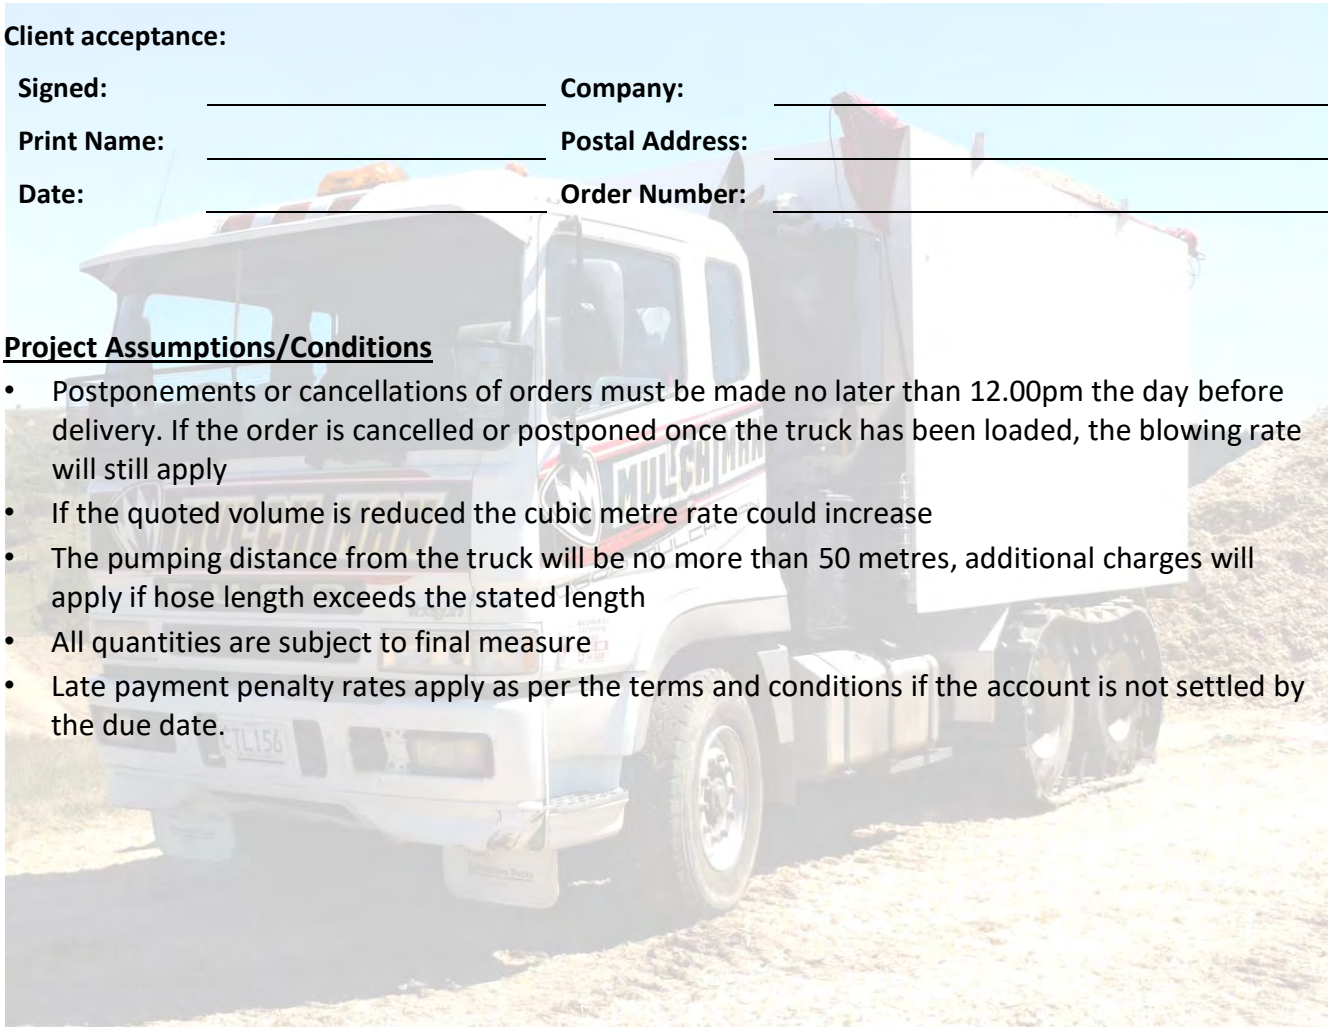 Client acceptance:
Signed: Company:
Print Name: Postal Address:
Date: Order Number:
Project Assumptions/Conditions
• Postponements or cancellations of orders must be made no later than 12.00pm the day before
delivery. If the order is cancelled or postponed once the truck has been loaded, the blowing rate
will still apply
• If the quoted volume is reduced the cubic metre rate could increase
• The pumping distance from the truck will be no more than 50 metres, additional charges will
apply if hose length exceeds the stated length
• All quantities are subject to final measure
• Late payment penalty rates apply as per the terms and conditions if the account is not settled by
the due date.
MULCH MAN
MULCH MAN